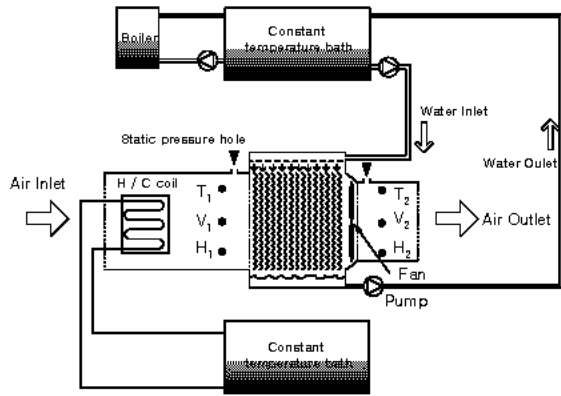 Boiler
Constant
temperature bath
Water Inlet
Static pressure hole
Water Oulet
Air Inlet
H / C coil
T1
V1
H1
T2
V2
H2
Air Outlet
Fan
Pump
Constant
temperature bath